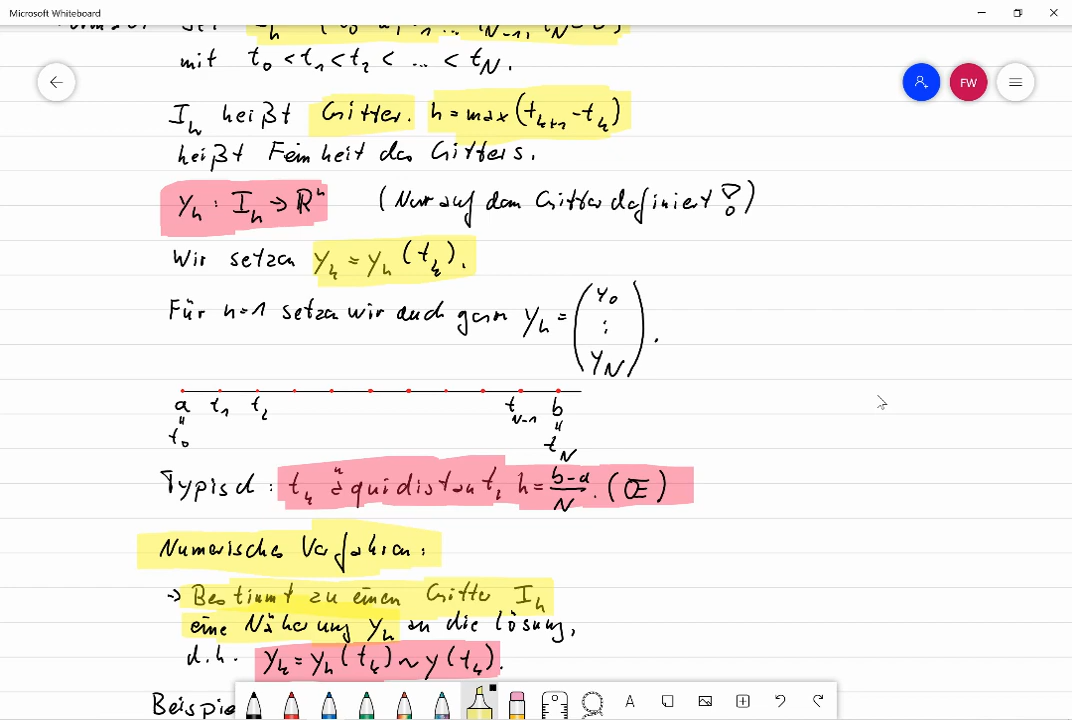 Microsoft Whiteboard
mit t₀ < t₁ < t₂ < ... < t_N.
FW
I_h heißt Gitter. h = max (t_{k+1} - t_k)
heißt Feinheit des Gitters.
y_h : I_h → ℝⁿ (Nur auf dem Gitter definiert!)
Wir setzen y_k = y_h (t_k).
Für n=1 setzen wir auch gern y_h = (y₀ ⋮ y_N).
a t₁ t₂ t_{N-1} b
" "
t₀ t_N
Typisch: t_k äquidistant, h = (b-a)/N. (Œ)
Numerisches Verfahren:
→ Bestimmt zu einem Gitter I_h
eine Näherung y_h an die Lösung,
d.h. y_k = y_h (t_k) ~ y(t_k).
Beispie
A